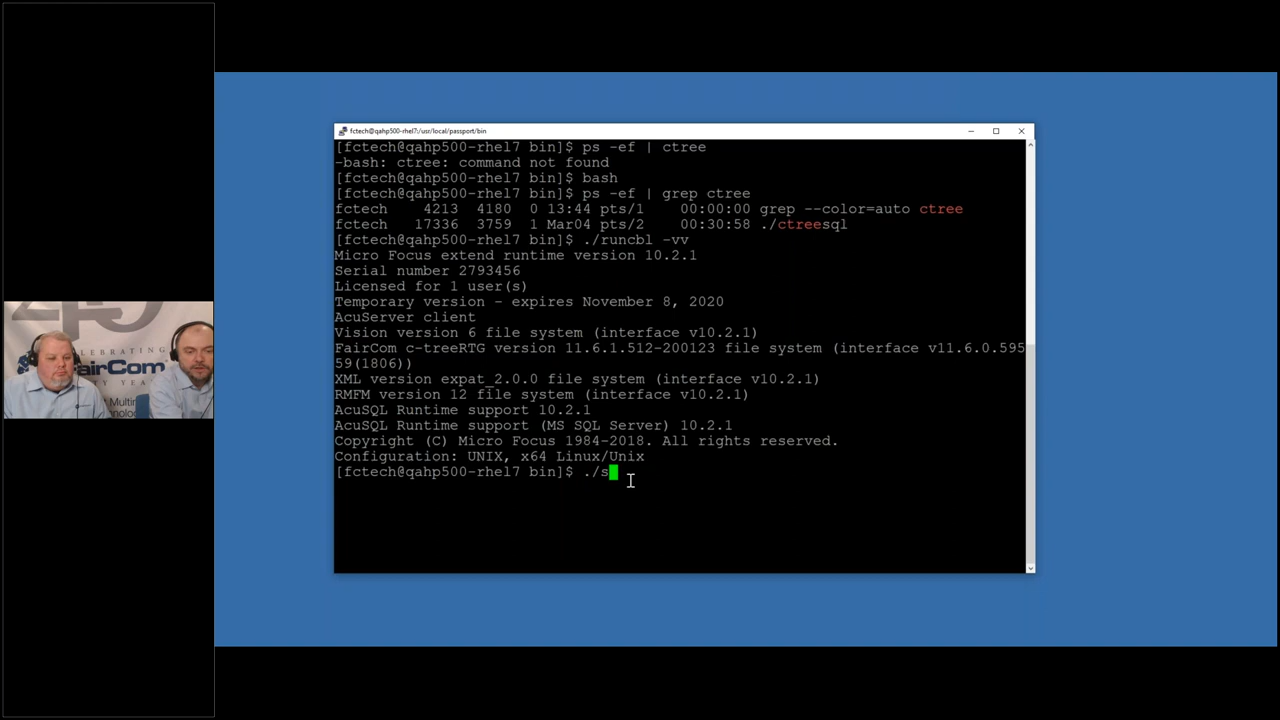 fctech@qahp500-rhel7:/usr/local/passport/bin
[fctech@qahp500-rhel7 bin]$ ps -ef | ctree
-bash: ctree: command not found
[fctech@qahp500-rhel7 bin]$ bash
[fctech@qahp500-rhel7 bin]$ ps -ef | grep ctree
fctech 4213 4180 0 13:44 pts/1 00:00:00 grep --color=auto ctree
fctech 17336 3759 1 Mar04 pts/2 00:30:58 ./ctreesql
[fctech@qahp500-rhel7 bin]$ ./runcbl -vv
Micro Focus extend runtime version 10.2.1
Serial number 2793456
Licensed for 1 user(s)
Temporary version - expires November 8, 2020
AcuServer client
Vision version 6 file system (interface v10.2.1)
FairCom c-treeRTG version 11.6.1.512-200123 file system (interface v11.6.0.595
59(1806))
XML version expat_2.0.0 file system (interface v10.2.1)
RMFM version 12 file system (interface v10.2.1)
AcuSQL Runtime support 10.2.1
AcuSQL Runtime support (MS SQL Server) 10.2.1
Copyright (C) Micro Focus 1984-2018. All rights reserved.
Configuration: UNIX, x64 Linux/Unix
[fctech@qahp500-rhel7 bin]$ ./s